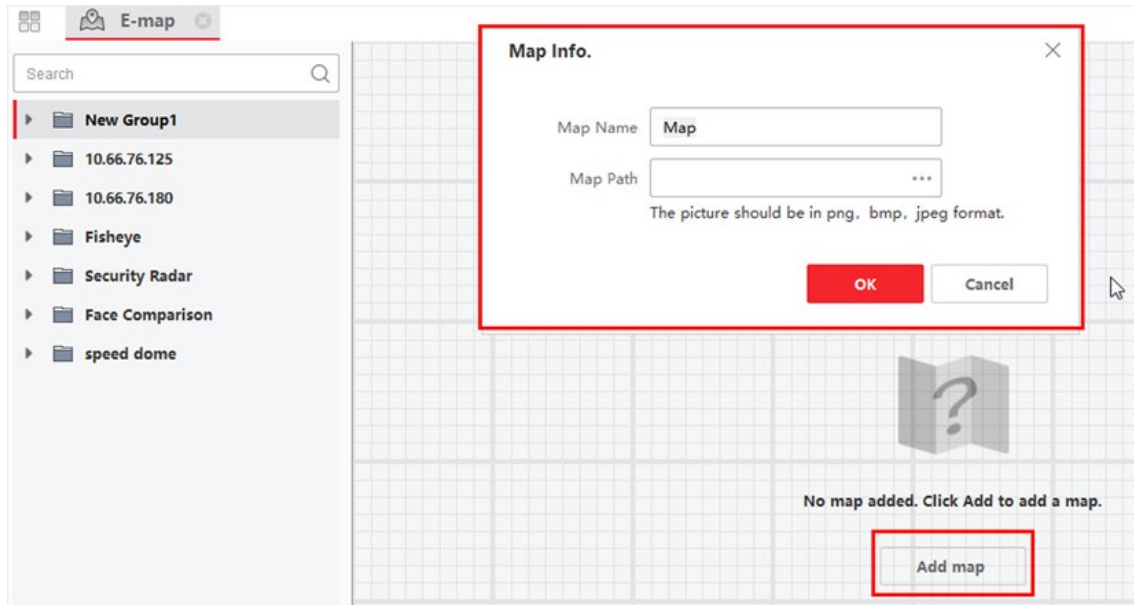 E-map
Search
New Group1
10.66.76.125
10.66.76.180
Fisheye
Security Radar
Face Comparison
speed dome
Map Info.
Map Name Map
Map Path ...
The picture should be in png, bmp, jpeg format.
OK Cancel
?
No map added. Click Add to add a map.
Add map